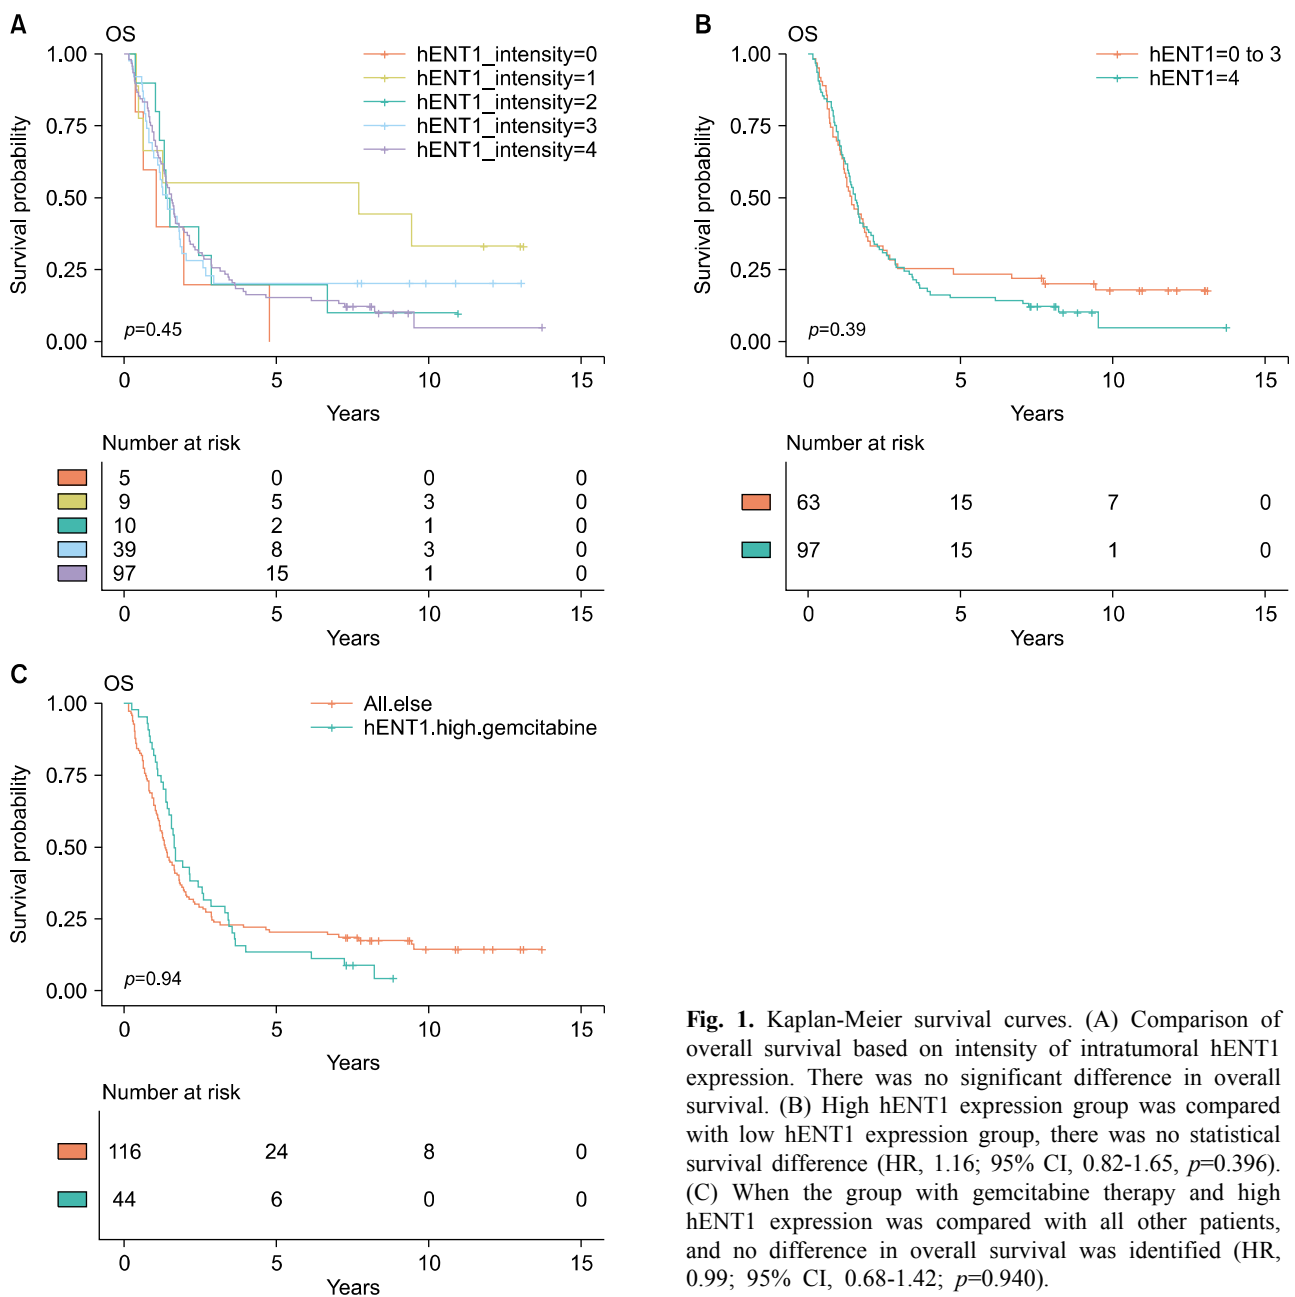 A
OS
1.00
0.75
0.50
0.25
0.00
Survival probability
hENT1_intensity=0
hENT1_intensity=1
hENT1_intensity=2
hENT1_intensity=3
hENT1_intensity=4
p=0.45
0 5 10 15
Years
Number at risk
5 0 0 0
9 5 3 0
10 2 1 0
39 8 3 0
97 15 1 0
0 5 10 15
Years
B
OS
1.00
0.75
0.50
0.25
0.00
Survival probability
hENT1=0 to 3
hENT1=4
p=0.39
0 5 10 15
Years
Number at risk
63 15 7 0
97 15 1 0
0 5 10 15
Years
C
OS
1.00
0.75
0.50
0.25
0.00
Survival probability
All.else
hENT1.high.gemcitabine
p=0.94
0 5 10 15
Years
Number at risk
116 24 8 0
44 6 0 0
0 5 10 15
Years
Fig. 1. Kaplan-Meier survival curves. (A) Comparison of
overall survival based on intensity of intratumoral hENT1
expression. There was no significant difference in overall
survival. (B) High hENT1 expression group was compared
with low hENT1 expression group, there was no statistical
survival difference (HR, 1.16; 95% CI, 0.82-1.65, p=0.396).
(C) When the group with gemcitabine therapy and high
hENT1 expression was compared with all other patients,
and no difference in overall survival was identified (HR,
0.99; 95% CI, 0.68-1.42; p=0.940).